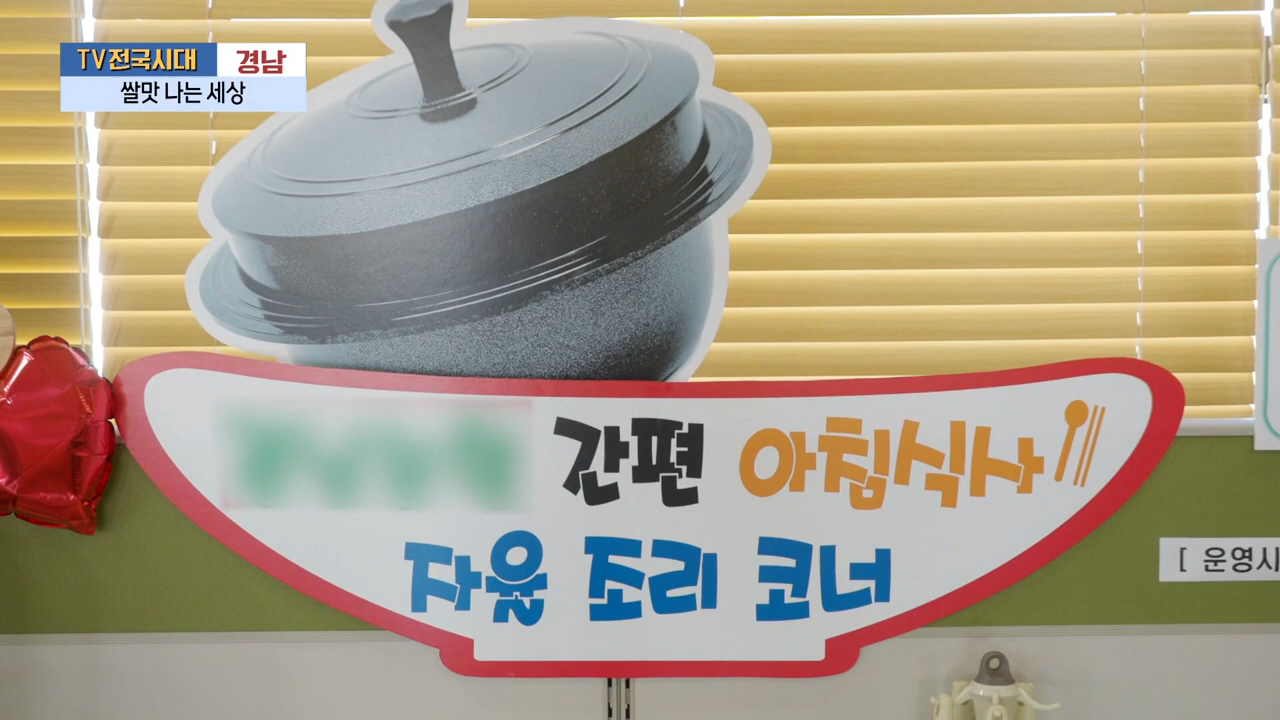 TV전국시대 경남
쌀맛 나는 세상
간편 아침식사
자율 조리 코너
[ 운영시